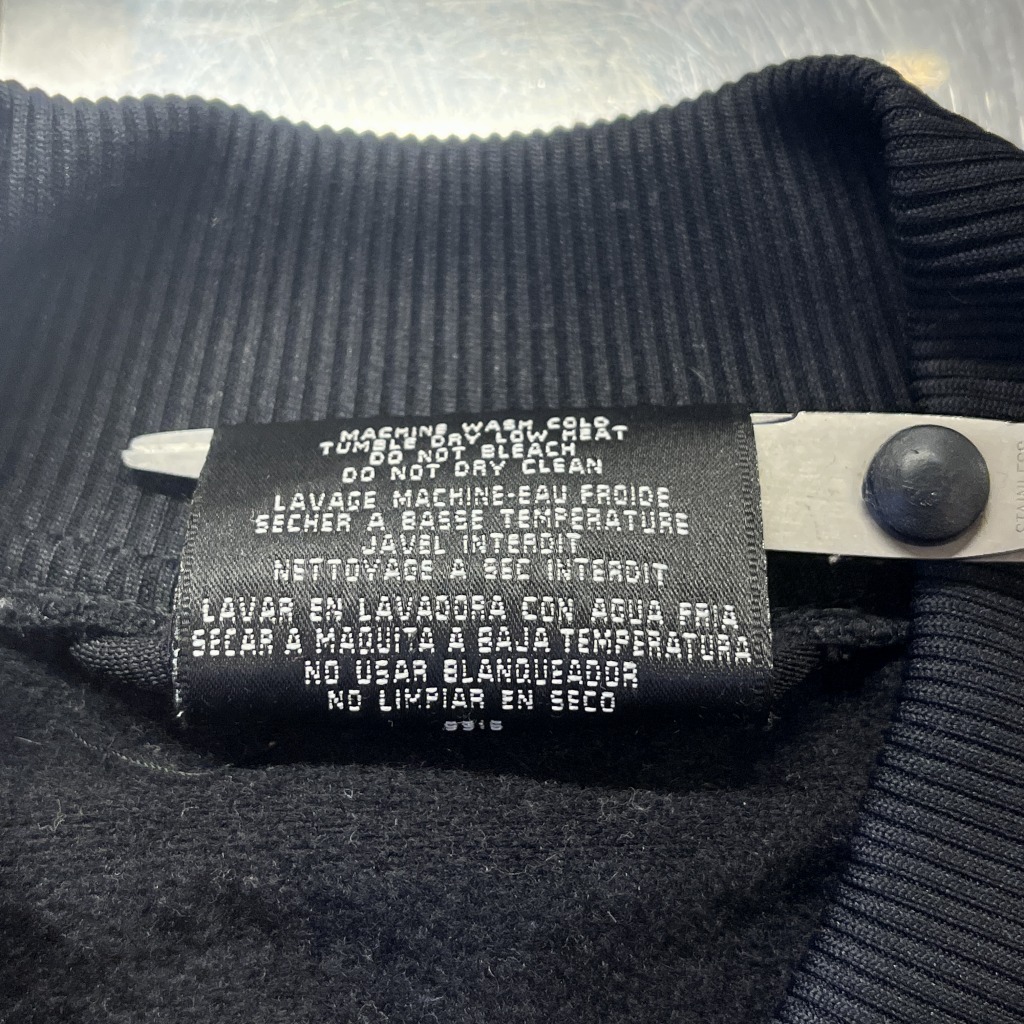 MACHINE WASH COLD
TUMBLE DRY LOW HEAT
DO NOT BLEACH
DO NOT DRY CLEAN
LAVAGE MACHINE-EAU FROIDE
SECHER A BASSE TEMPERATURE
JAVEL INTERDIT
NETTOYAGE A SEC INTERDIT
LAVAR EN LAVADORA CON AGUA FRIA
SECAR A MAQUITA A BAJA TEMPERATURA
NO USAR BLANQUEADOR
NO LIMPIAR EN SECO